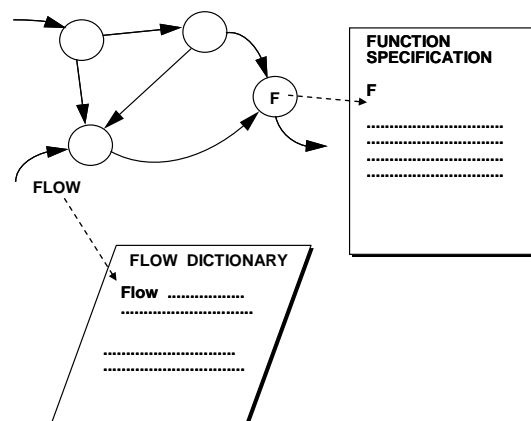 FUNCTION
SPECIFICATION
F
F
FLOW
FLOW DICTIONARY
Flow